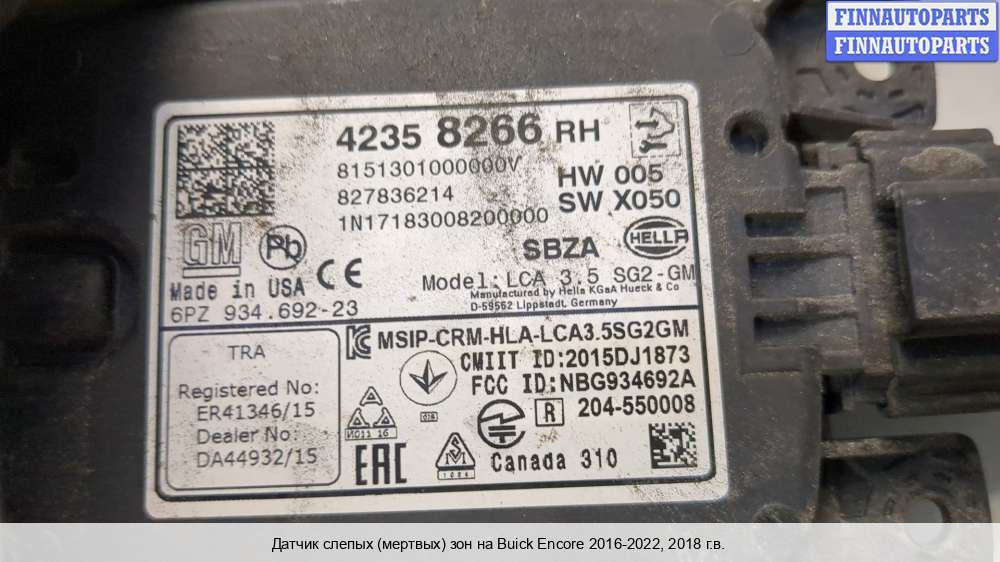 FINNAUTOPARTS
FINNAUTOPARTS
4235 8266 RH
8151301000000V
827836214
1N17183008200000
HW 005
SW X050
GM
Pb
SBZA
HELLA
Made in USA
CE
Model: LCA 3.5 SG2-GM
Manufactured by Hella KGaA Hueck & Co
D-59552 Lippstadt, Germany
6PZ 934.692-23
TRA
Registered No:
ER41346/15
Dealer No:
DA44932/15
MSIP-CRM-HLA-LCA3.5SG2GM
CMIIT ID:2015DJ1873
FCC ID:NBG934692A
R 204-550008
EAC
Canada 310
Датчик слепых (мертвых) зон на Buick Encore 2016-2022, 2018 г.в.